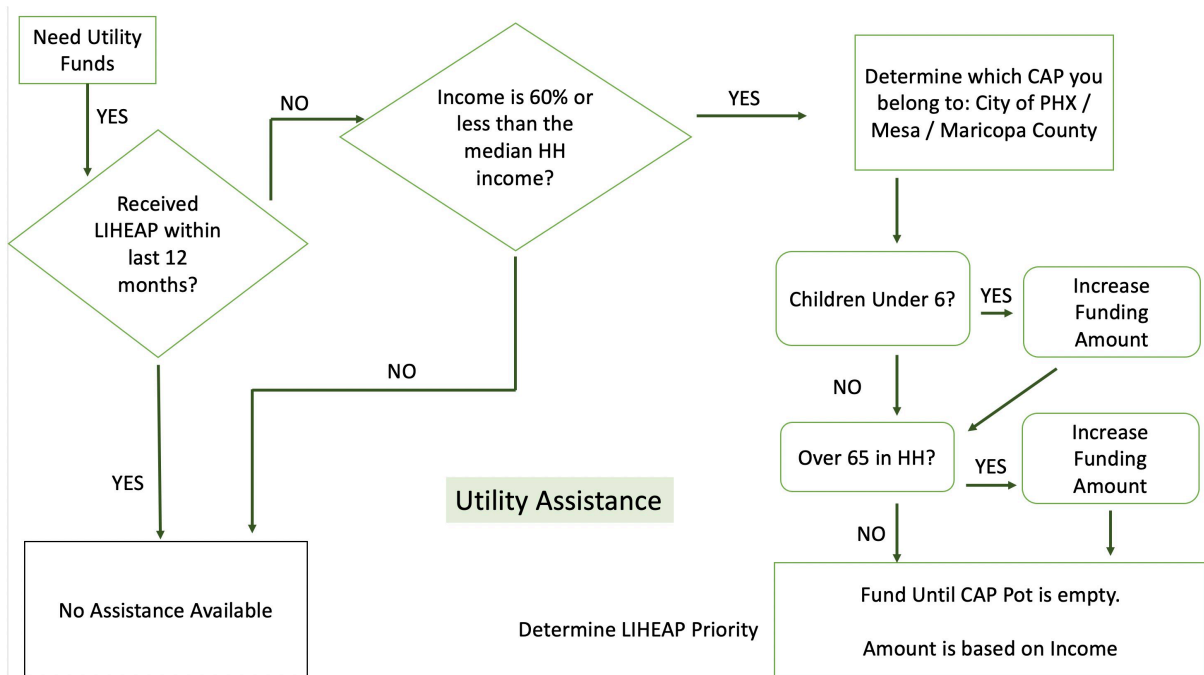 Need Utility
Funds
YES
Received
LIHEAP within
last 12
months?
NO
Income is 60% or
less than the
median HH
income?
YES
Determine which CAP you
belong to: City of PHX /
Mesa / Maricopa County
Children Under 6?
YES
Increase
Funding
Amount
NO
Over 65 in HH?
YES
Increase
Funding
Amount
NO
NO
YES
Utility Assistance
No Assistance Available
Determine LIHEAP Priority
Fund Until CAP Pot is empty.
Amount is based on Income